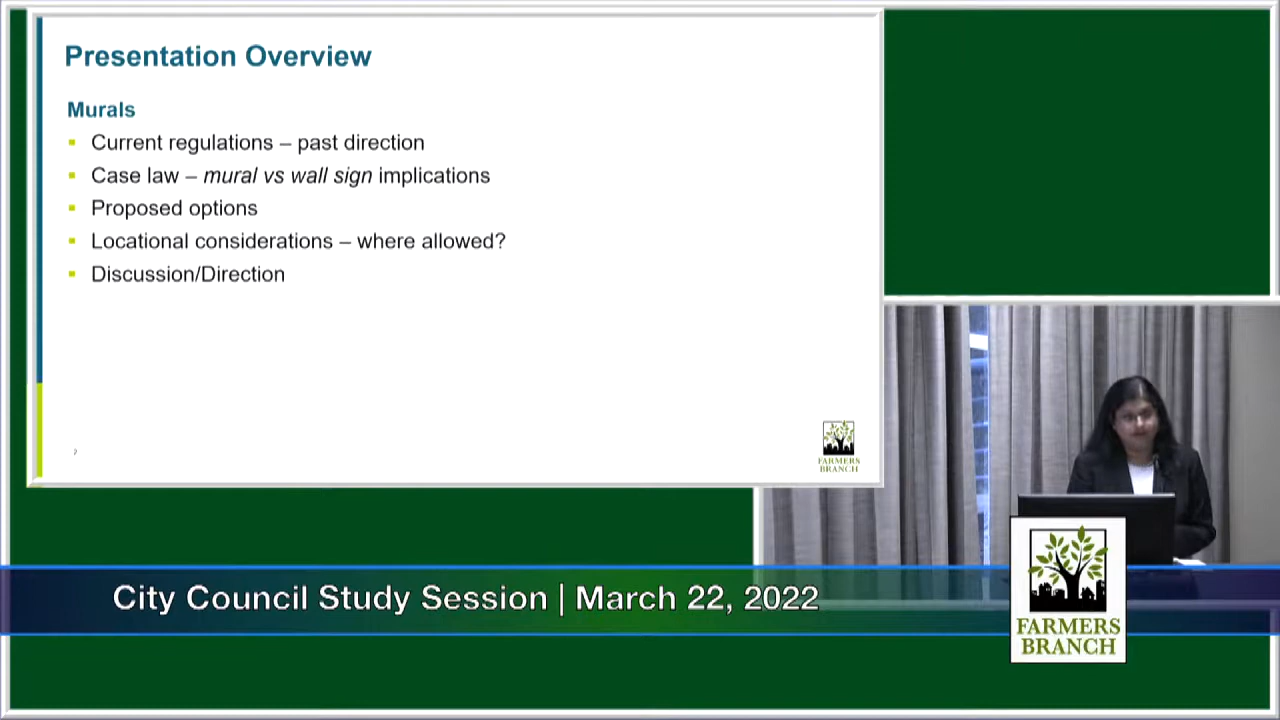 Presentation Overview
Murals
Current regulations – past direction
Case law – mural vs wall sign implications
Proposed options
Locational considerations – where allowed?
Discussion/Direction
2
FARMERS
BRANCH
City Council Study Session | March 22, 2022
FARMERS
BRANCH